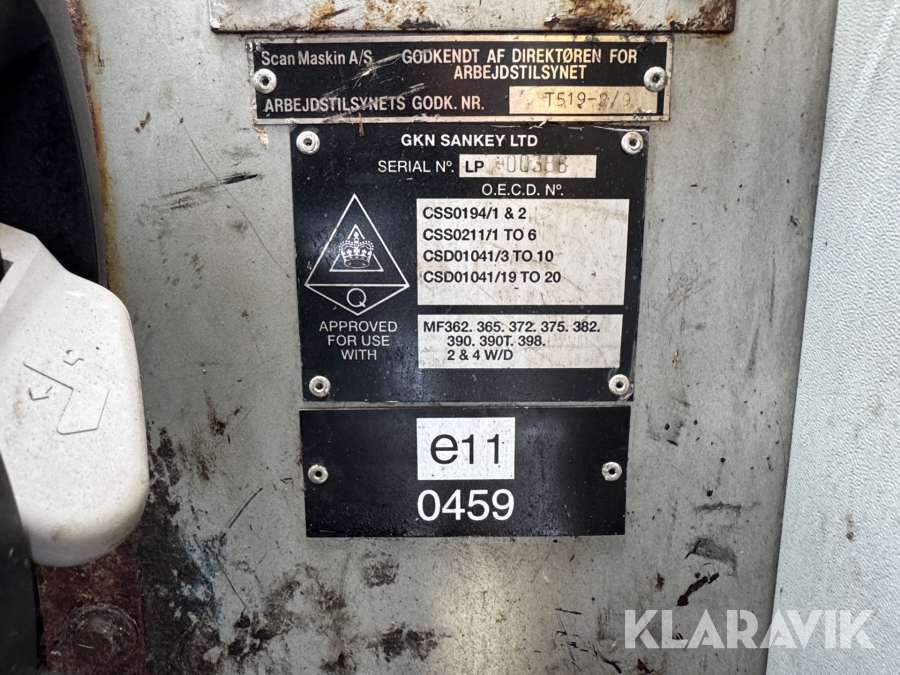 Scan Maskin A/S GODKENDT AF DIREKTØREN FOR
ARBEJDSTILSYNET
ARBEJDSTILSYNETS GODK. NR.
GKN SANKEY LTD
SERIAL Nº. LP
O.E.C.D. Nº.
CSS0194/1 & 2
CSS0211/1 TO 6
CSD01041/3 TO 10
CSD01041/19 TO 20
Q
APPROVED
FOR USE
WITH
MF362. 365. 372. 375. 382.
390. 390T. 398.
2 & 4 W/D
e11
0459
KLARAVIK